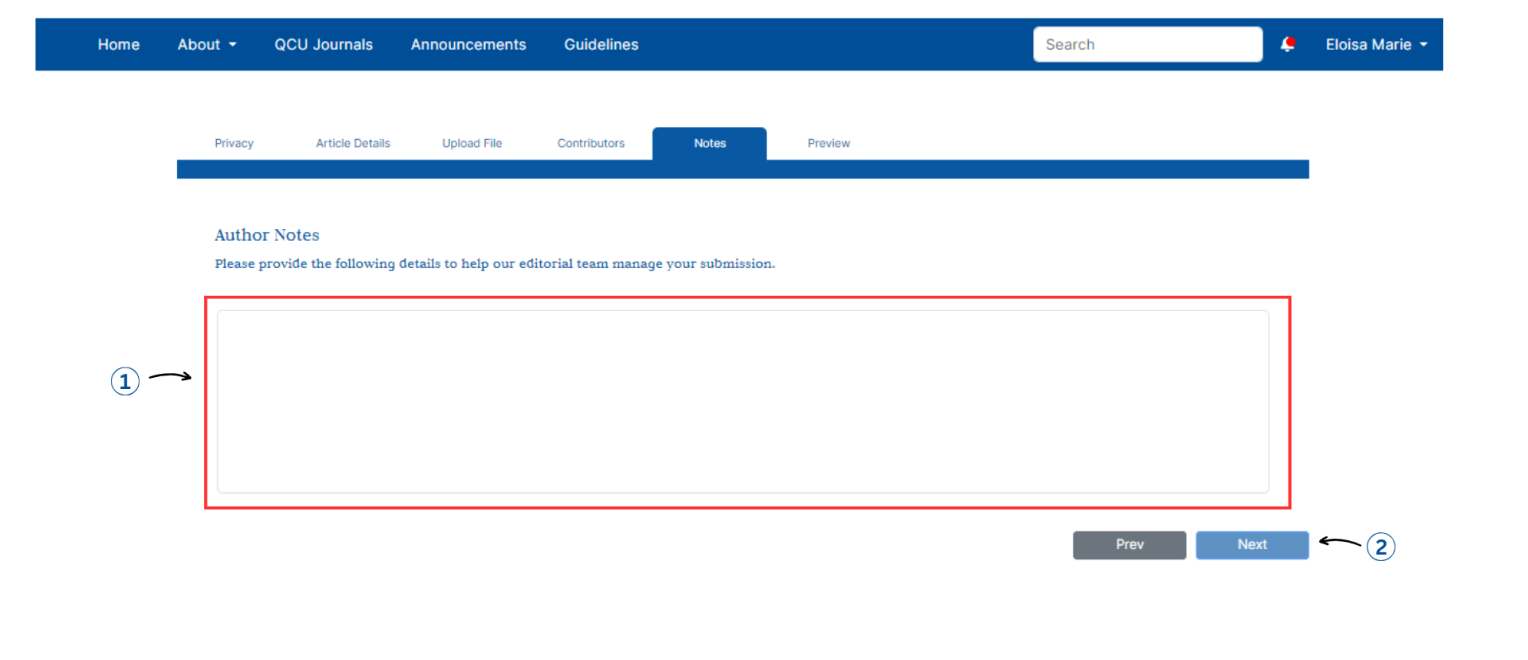 Home About QCU Journals Announcements Guidelines Search Eloisa Marie
Privacy Article Details Upload File Contributors Notes Preview
Author Notes
Please provide the following details to help our editorial team manage your submission.
1
Prev Next 2